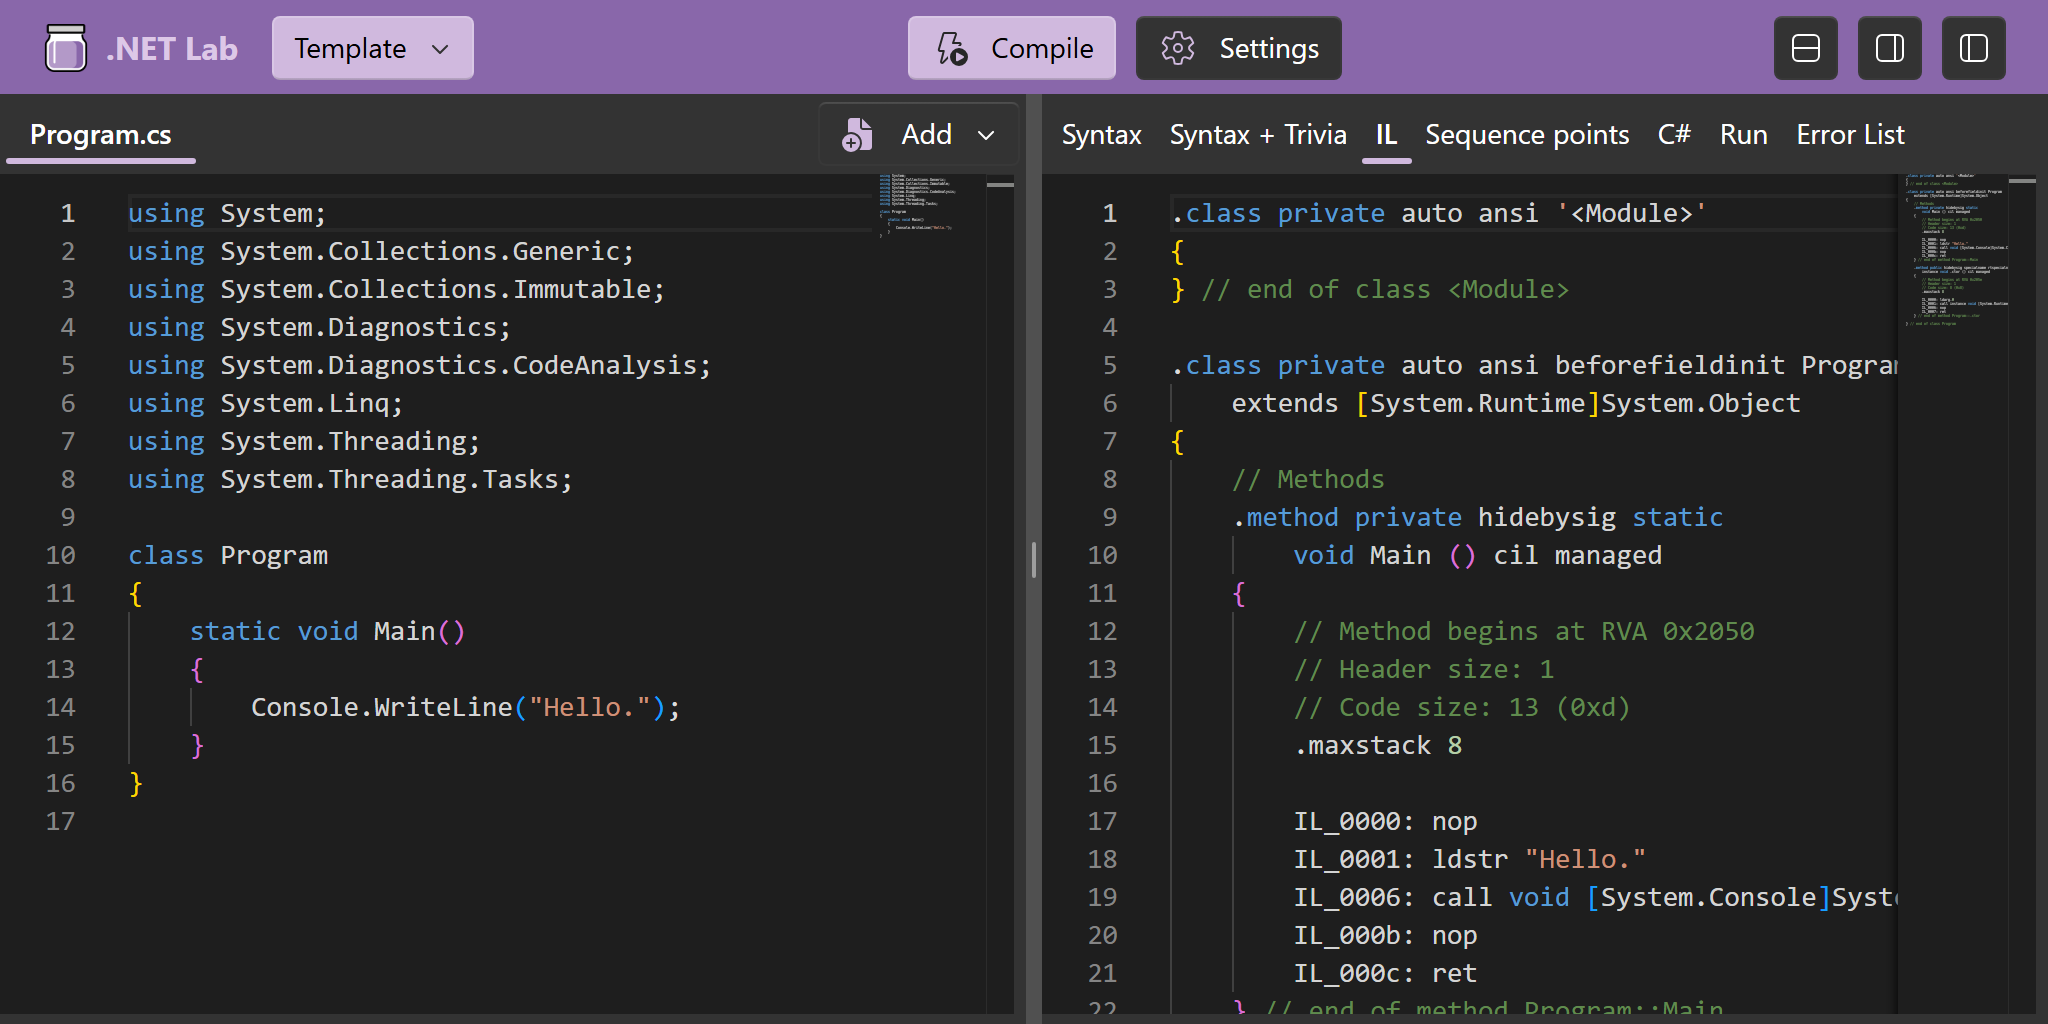 .NET Lab
Template
Compile
Settings
Program.cs
Add
1 using System;
2 using System.Collections.Generic;
3 using System.Collections.Immutable;
4 using System.Diagnostics;
5 using System.Diagnostics.CodeAnalysis;
6 using System.Linq;
7 using System.Threading;
8 using System.Threading.Tasks;
9
10 class Program
11 {
12     static void Main()
13     {
14         Console.WriteLine("Hello.");
15     }
16 }
17
Syntax Syntax + Trivia IL Sequence points C# Run Error List
1 .class private auto ansi '<Module>'
2 {
3 } // end of class <Module>
4
5 .class private auto ansi beforefieldinit Program
6     extends [System.Runtime]System.Object
7 {
8     // Methods
9     .method private hidebysig static
10         void Main () cil managed
11     {
12         // Method begins at RVA 0x2050
13         // Header size: 1
14         // Code size: 13 (0xd)
15         .maxstack 8
16
17         IL_0000: nop
18         IL_0001: ldstr "Hello."
19         IL_0006: call void [System.Console]Syste
20         IL_000b: nop
21         IL_000c: ret
22     } // end of method Program::Main